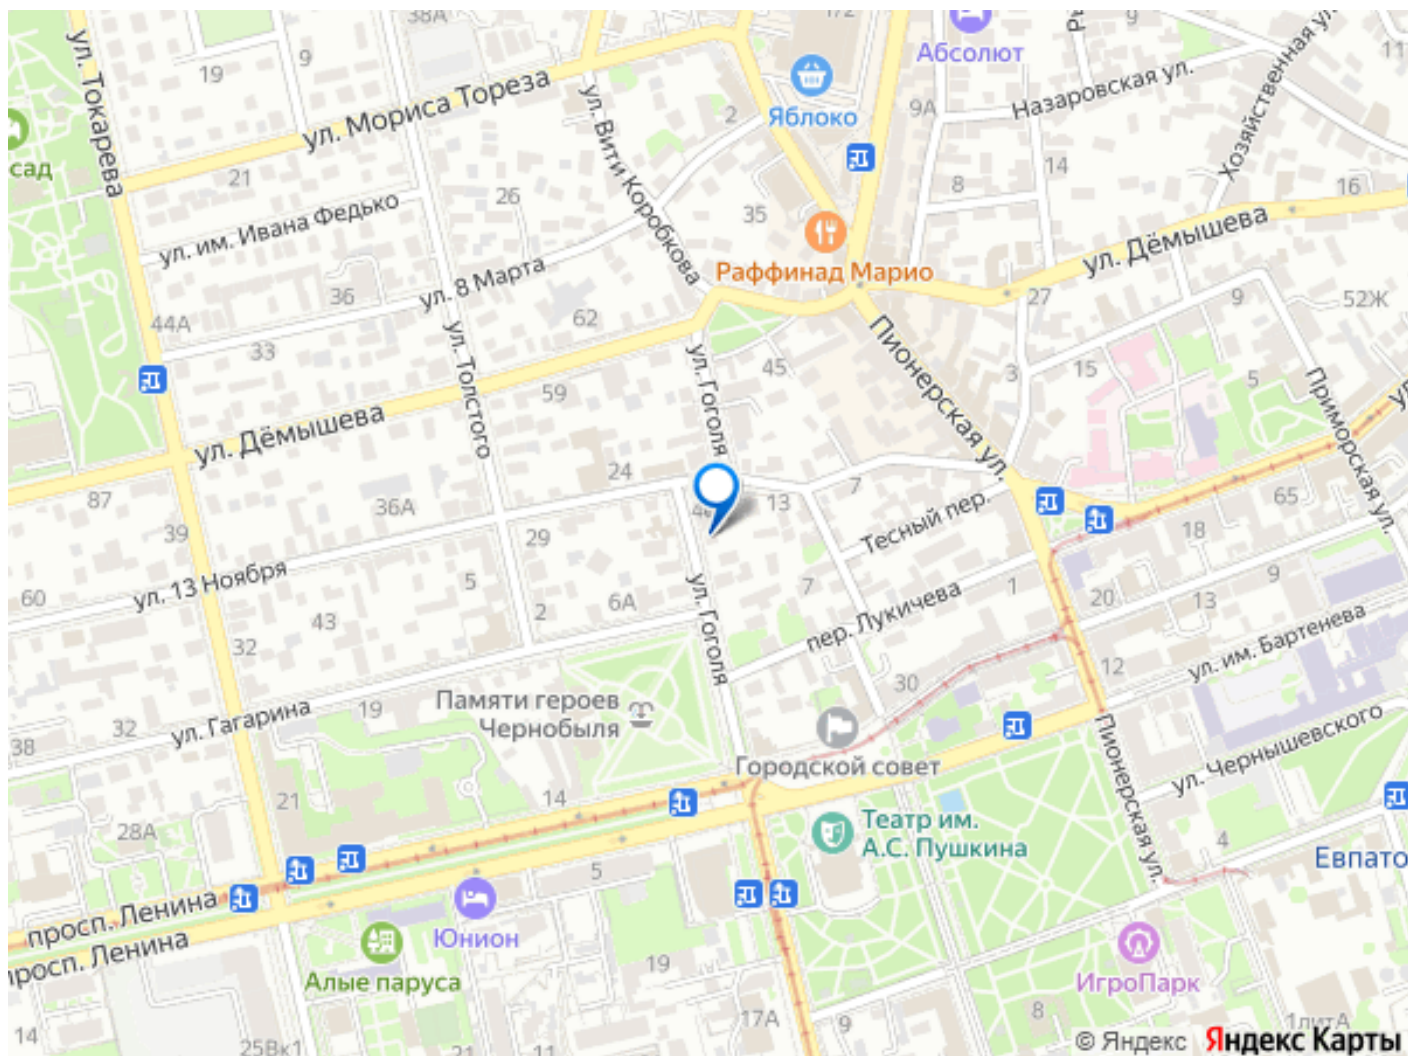 38А
1/2
9
Абсолют
11
ул. Токарева
19
9
ул. Мориса Тореза
ул. Вити Коробкова
2
Яблоко
9А
Назаровская ул.
Хозяйственная ул.
сад
21
26
14
8
16
ул. им. Ивана Федько
35
Раффинад Марио
ул. Дёмышева
36
ул. 8 Марта
27
9
52Ж
44А
33
62
ул. Толстого
ул. Гоголя
45
Пионерская ул.
3
15
5
Приморская ул.
59
ул. Дёмышева
87
36А
24
13
7
65
39
29
Тесный пер.
18
60
ул. 13 Ноября
5
43
2
6А
7
1
20
13
9
32
ул. Гоголя
пер. Лукичева
ул. им. Бартенева
12
30
Памяти героев
Чернобыля
19
ул. Гагарина
32
38
Городской совет
Пионерская ул.
ул. Чернышевского
21
14
28А
Театр им.
А.С. Пушкина
4
Евпато
5
просп. Ленина
просп. Ленина
Юнион
Алые паруса
19
ИгроПарк
14
25Вк1
21
17А
9
8
1литА
© Яндекс Яндекс Карты